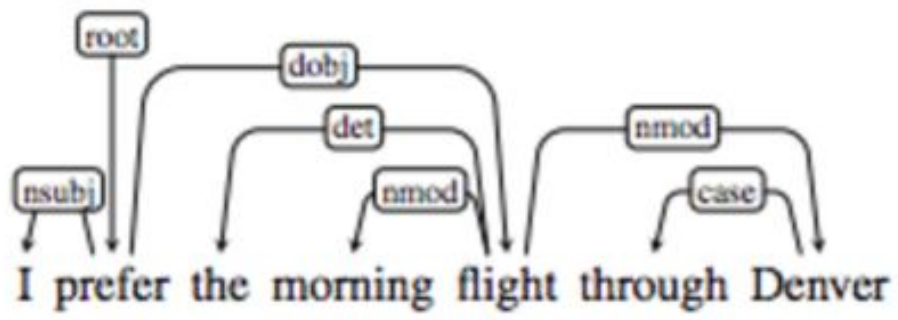 root
dobj
det
nmod
nsubj
nmod
case
I prefer the morning flight through Denver